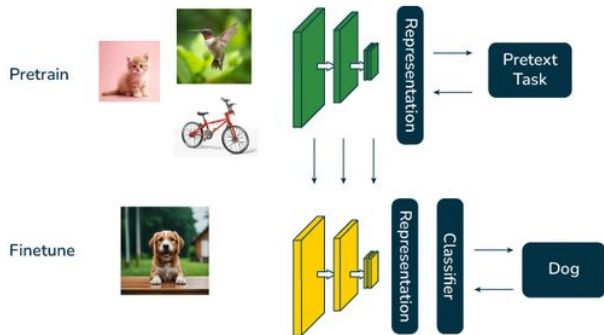 Pretrain
Representation
Pretext
Task
Finetune
Representation
Classifier
Dog